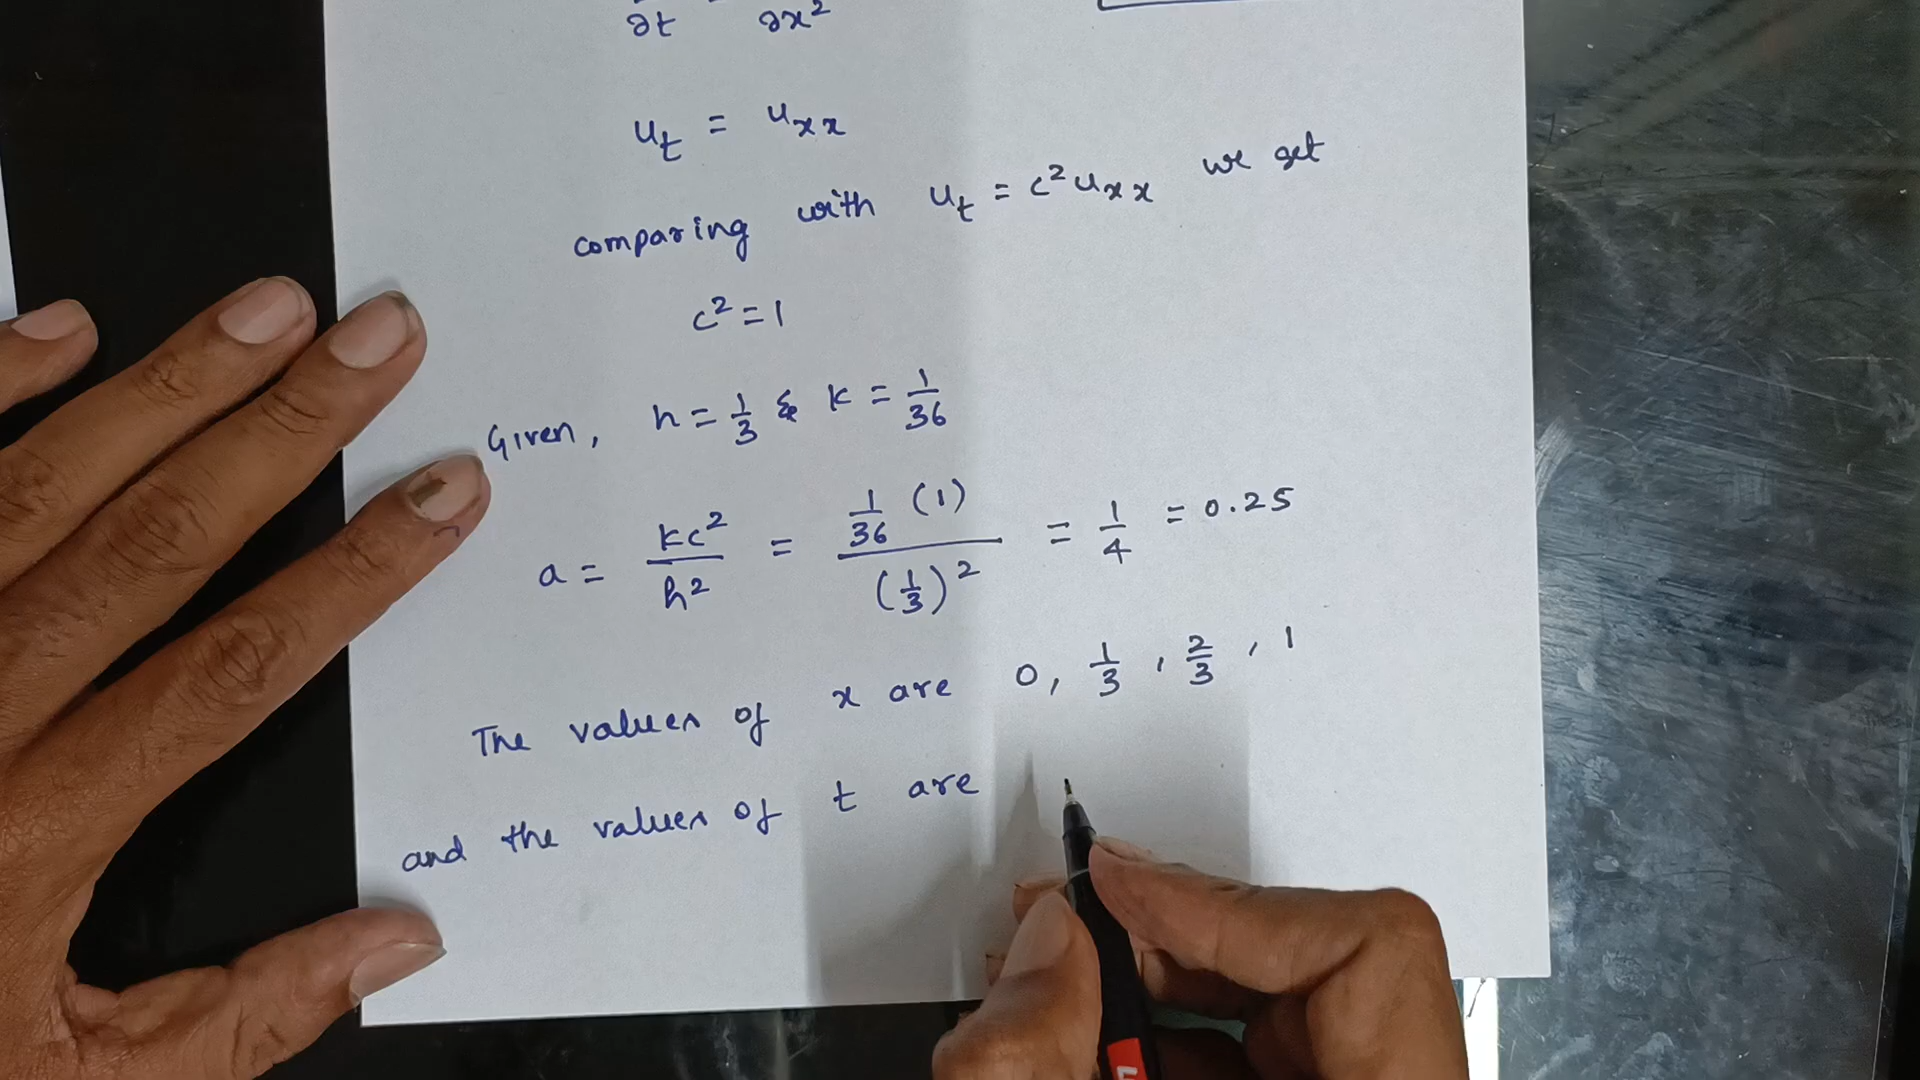 ∂t ∂x²
u_t = u_xx
comparing with u_t = c² u_xx we get
c² = 1
Given, h = 1/3 & k = 1/36
a = kc²/h² = (1/36 (1))/(1/3)² = 1/4 = 0.25
The values of x are 0, 1/3, 2/3, 1
and the values of t are